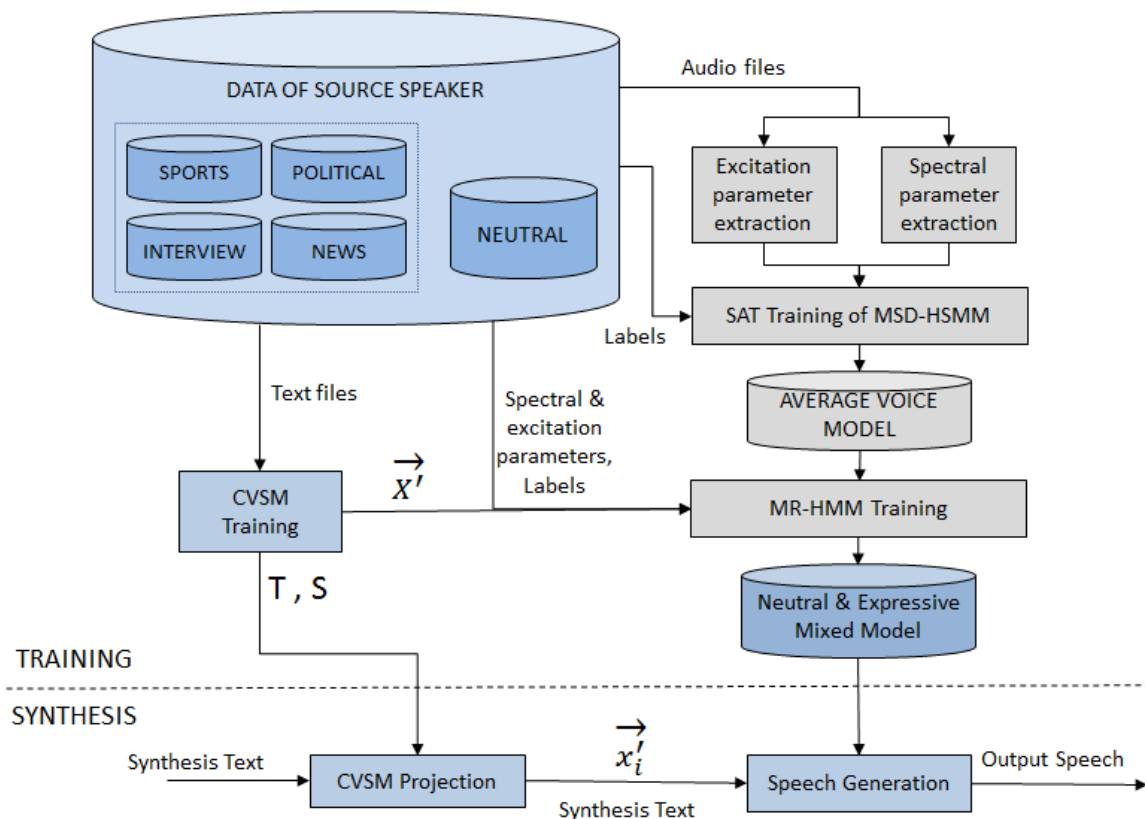 DATA OF SOURCE SPEAKER
SPORTS
POLITICAL
INTERVIEW
NEWS
NEUTRAL
Audio files
Excitation
parameter
extraction
Spectral
parameter
extraction
Labels
SAT Training of MSD-HSMM
AVERAGE VOICE
MODEL
Text files
Spectral &
excitation
parameters,
Labels
CVSM
Training
X'
MR-HMM Training
T , S
Neutral & Expressive
Mixed Model
TRAINING
SYNTHESIS
Synthesis Text
CVSM Projection
x'_i
Synthesis Text
Speech Generation
Output Speech